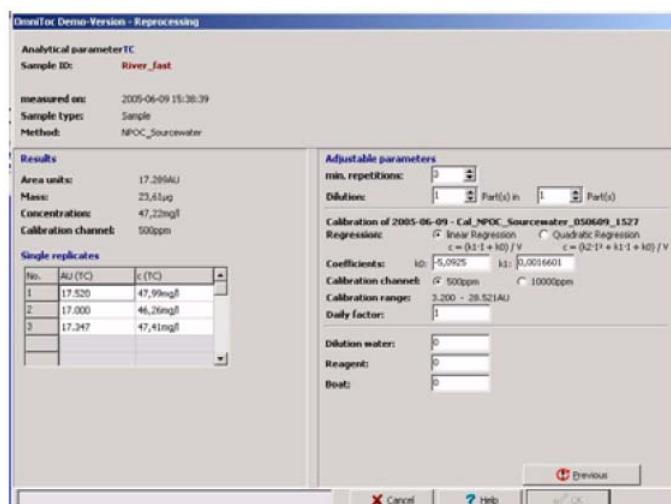 OmniToc Demo-Version - Reprocessing
Analytical parameterTC
Sample ID: River_fast
measured on: 2005-06-09 15:38:39
Sample type: Sample
Method: NPOC_Sourcewater
Results
Area units: 17.289AU
Mass: 23,61µg
Concentration: 47,22mg/l
Calibration channel: 500ppm
Single replicates
No. AU (TC) c (TC)
1 17.520 47,99mg/l
2 17.000 46,26mg/l
3 17.347 47,41mg/l
Adjustable parameters
min. repetitions: 3
Dilution: 1 Part(s) in 1 Part(s)
Calibration of 2005-06-09 - Cal_NPOC_Sourcewater_050609_1527
Regression: linear Regression Quadratic Regression
c = (k1·I + k0) / V c = (k2·I² + k1·I + k0) / V
Coefficients: k0: -5,0925 k1: 0,0016601
Calibration channel: 500ppm 10000ppm
Calibration range: 3.200 - 28.521AU
Daily factor: 1
Dilution water: 0
Reagent: 0
Boat: 0
Previous
Cancel ? Help OK